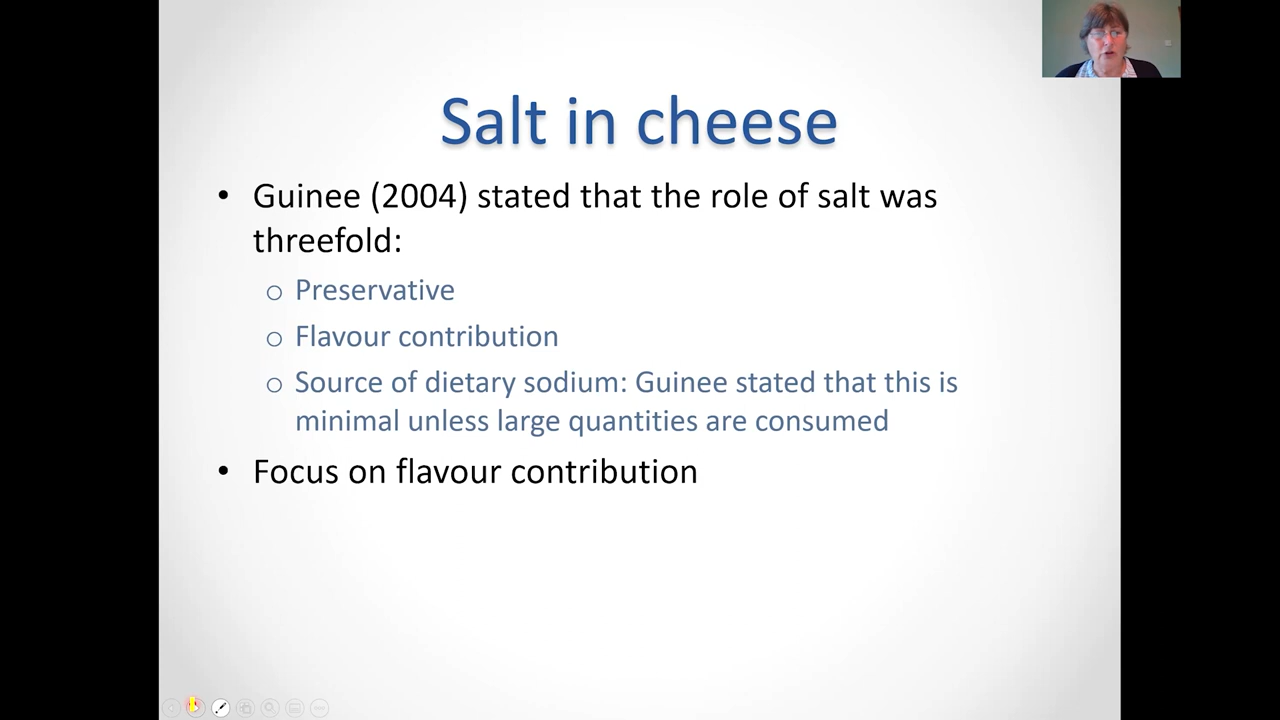 Salt in cheese
• Guinee (2004) stated that the role of salt was
threefold:
o Preservative
o Flavour contribution
o Source of dietary sodium: Guinee stated that this is
minimal unless large quantities are consumed
• Focus on flavour contribution